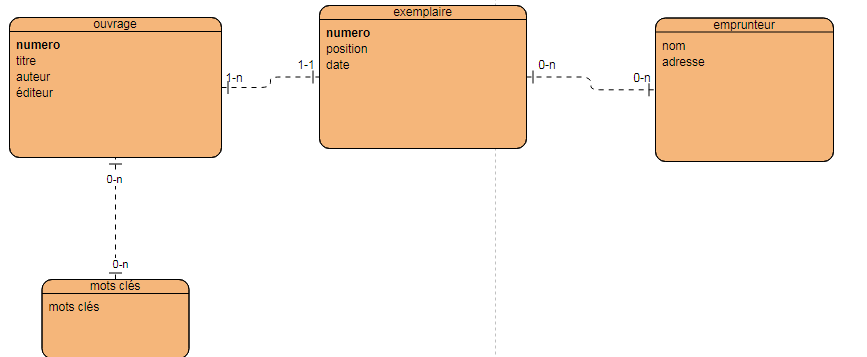 ouvrage
numero
titre
auteur
éditeur
1-n
1-1
exemplaire
numero
position
date
0-n
0-n
emprunteur
nom
adresse
0-n
0-n
mots clés
mots clés